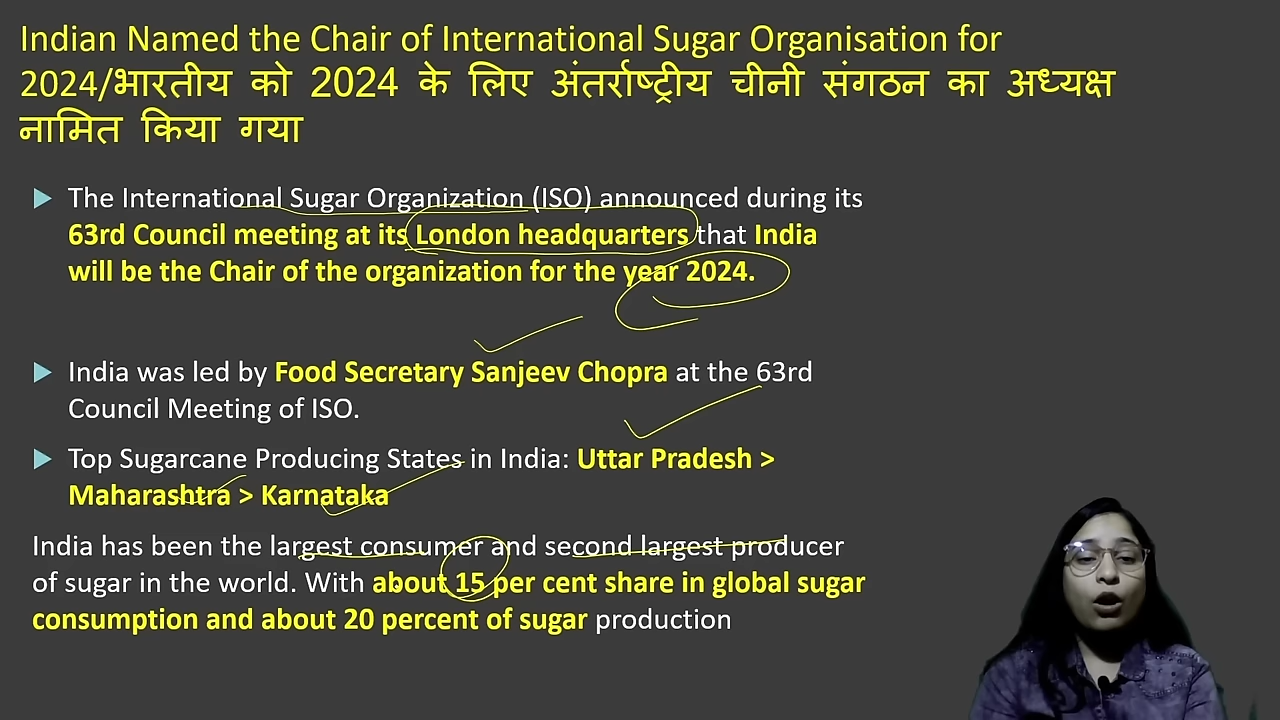 Indian Named the Chair of International Sugar Organisation for
2024/भारतीय को 2024 के लिए अंतर्राष्ट्रीय चीनी संगठन का अध्यक्ष
नामित किया गया
The International Sugar Organization (ISO) announced during its
63rd Council meeting at its London headquarters that India
will be the Chair of the organization for the year 2024.
India was led by Food Secretary Sanjeev Chopra at the 63rd
Council Meeting of ISO.
Top Sugarcane Producing States in India: Uttar Pradesh >
Maharashtra > Karnataka
India has been the largest consumer and second largest producer
of sugar in the world. With about 15 per cent share in global sugar
consumption and about 20 percent of sugar production